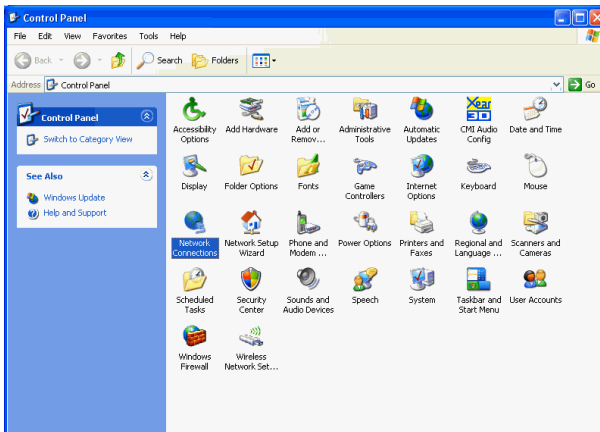 Control Panel
File Edit View Favorites Tools Help
Back Search Folders
Address Control Panel Go
Control Panel
Switch to Category View
See Also
Windows Update
Help and Support
Accessibility Options
Add Hardware
Add or Remov...
Administrative Tools
Automatic Updates
Xear 3D
CMI Audio Config
Date and Time
Display
Folder Options
Fonts
Game Controllers
Internet Options
Keyboard
Mouse
Network Connections
Network Setup Wizard
Phone and Modem ...
Power Options
Printers and Faxes
Regional and Language ...
Scanners and Cameras
Scheduled Tasks
Security Center
Sounds and Audio Devices
Speech
System
Taskbar and Start Menu
User Accounts
Windows Firewall
Wireless Network Set...